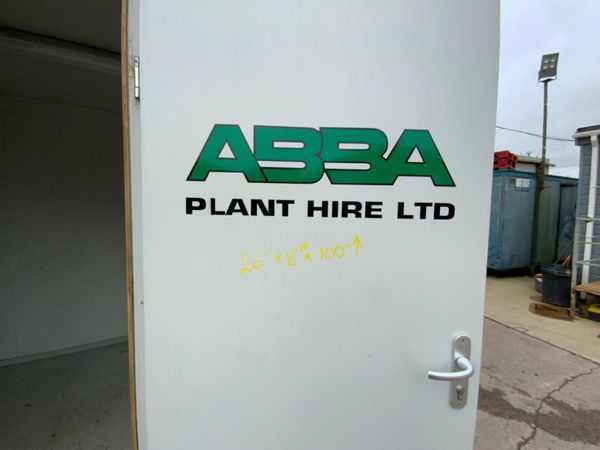 ABBA
PLANT HIRE LTD
20' x 8" x 100"↑